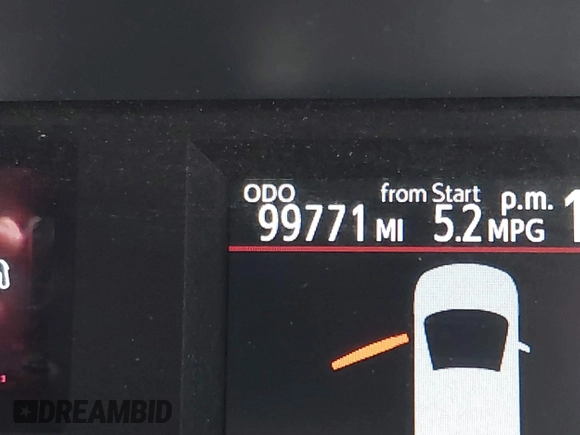 ODO from Start p.m.
99771 MI 5.2 MPG
DREAMBID